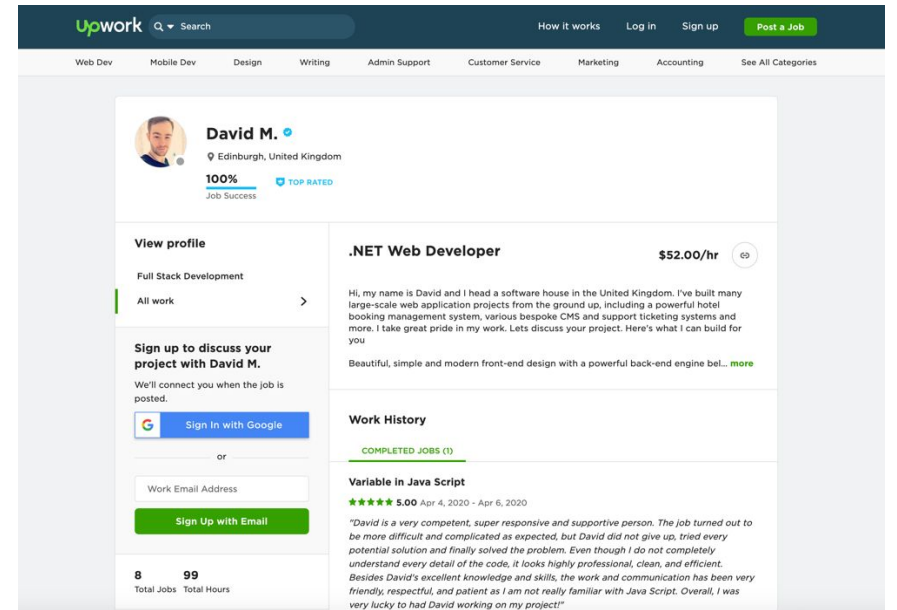 Upwork Search How it works Log in Sign up Post a Job
Web Dev Mobile Dev Design Writing Admin Support Customer Service Marketing Accounting See All Categories
David M.
Edinburgh, United Kingdom
100% TOP RATED
Job Success
View profile
Full Stack Development
All work
Sign up to discuss your
project with David M.
We'll connect you when the job is
posted.
G Sign In with Google
or
Work Email Address
Sign Up with Email
8 99
Total Jobs Total Hours
.NET Web Developer $52.00/hr
Hi, my name is David and I head a software house in the United Kingdom. I've built many
large-scale web application projects from the ground up, including a powerful hotel
booking management system, various bespoke CMS and support ticketing systems and
more. I take great pride in my work. Lets discuss your project. Here's what I can build for
you
Beautiful, simple and modern front-end design with a powerful back-end engine bel... more
Work History
COMPLETED JOBS (1)
Variable in Java Script
5.00 Apr 4, 2020 - Apr 6, 2020
"David is a very competent, super responsive and supportive person. The job turned out to
be more difficult and complicated as expected, but David did not give up, tried every
potential solution and finally solved the problem. Even though I do not completely
understand every detail of the code, it looks highly professional, clean, and efficient.
Besides David's excellent knowledge and skills, the work and communication has been very
friendly, respectful, and patient as I am not really familiar with Java Script. Overall, I was
very lucky to had David working on my project!"